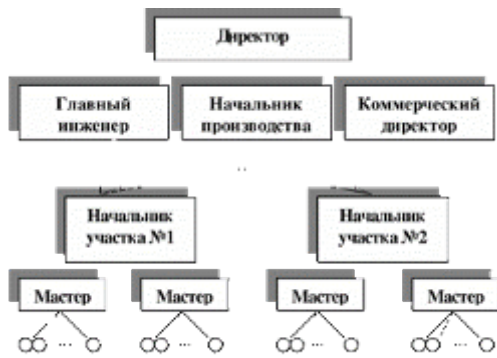 Директор
Главный
инженер
Начальник
производства
Коммерческий
директор
..
Начальник
участка №1
Начальник
участка №2
Мастер
Мастер
Мастер
Мастер
...
...
...
...